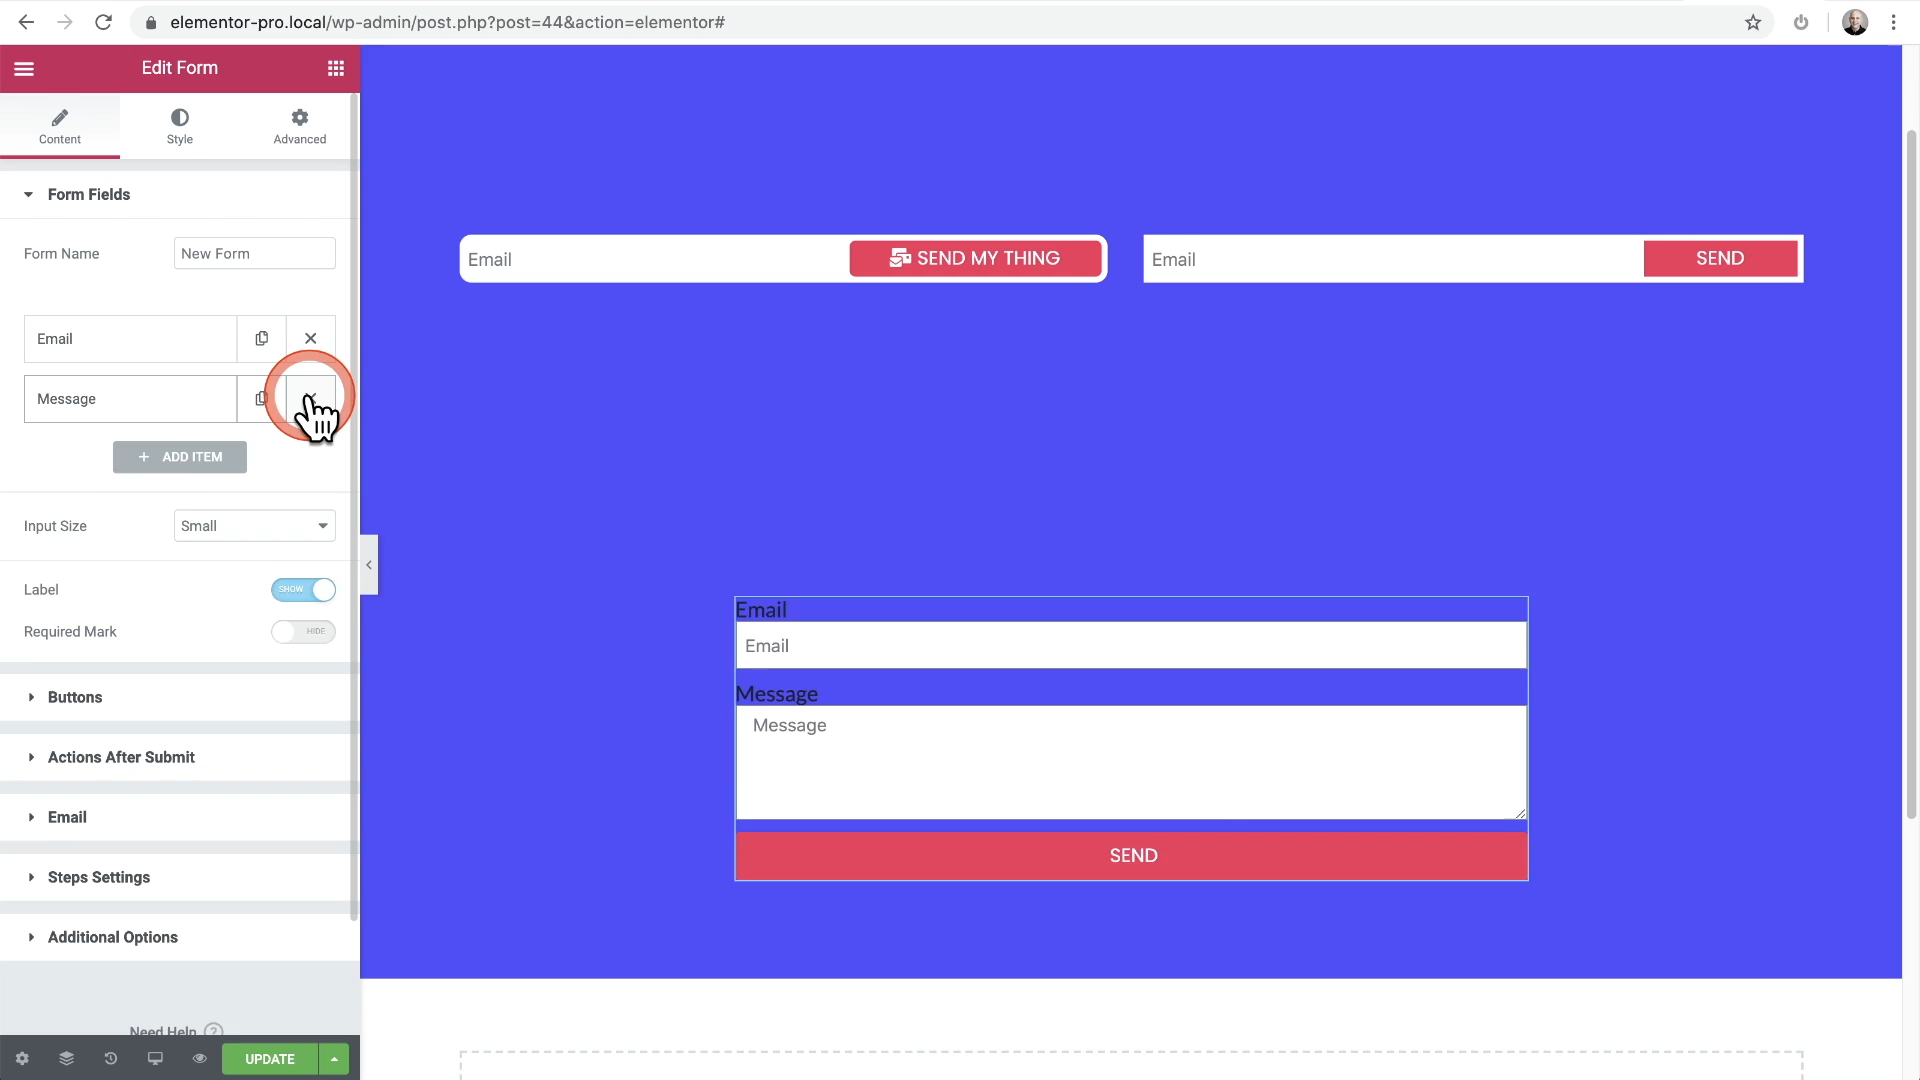 elementor-pro.local/wp-admin/post.php?post=44&action=elementor#
Edit Form
Content
Style
Advanced
Form Fields
Form Name
New Form
Email
Message
+ ADD ITEM
Input Size
Small
Label
SHOW
Required Mark
HIDE
Buttons
Actions After Submit
Email
Steps Settings
Additional Options
Need Help ?
UPDATE
Email
SEND MY THING
Email
SEND
Email
Email
Message
Message
SEND